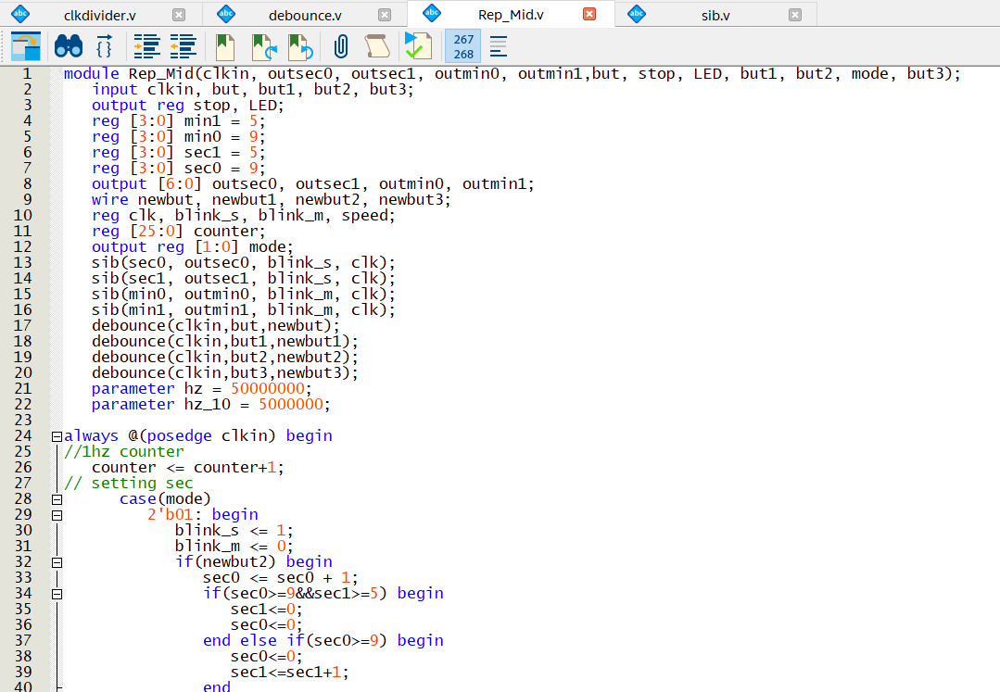 abc clkdivider.v abc debounce.v abc Rep_Mid.v abc sib.v
{} 267
268
1 module Rep_Mid(clkin, outsec0, outsec1, outmin0, outmin1,but, stop, LED, but1, but2, mode, but3);
2 input clkin, but, but1, but2, but3;
3 output reg stop, LED;
4 reg [3:0] min1 = 5;
5 reg [3:0] min0 = 9;
6 reg [3:0] sec1 = 5;
7 reg [3:0] sec0 = 9;
8 output [6:0] outsec0, outsec1, outmin0, outmin1;
9 wire newbut, newbut1, newbut2, newbut3;
10 reg clk, blink_s, blink_m, speed;
11 reg [25:0] counter;
12 output reg [1:0] mode;
13 sib(sec0, outsec0, blink_s, clk);
14 sib(sec1, outsec1, blink_s, clk);
15 sib(min0, outmin0, blink_m, clk);
16 sib(min1, outmin1, blink_m, clk);
17 debounce(clkin,but,newbut);
18 debounce(clkin,but1,newbut1);
19 debounce(clkin,but2,newbut2);
20 debounce(clkin,but3,newbut3);
21 parameter hz = 50000000;
22 parameter hz_10 = 5000000;
23
24 always @(posedge clkin) begin
25 //1hz counter
26 counter <= counter+1;
27 // setting sec
28 case(mode)
29 2'b01: begin
30 blink_s <= 1;
31 blink_m <= 0;
32 if(newbut2) begin
33 sec0 <= sec0 + 1;
34 if(sec0>=9&&sec1>=5) begin
35 sec1<=0;
36 sec0<=0;
37 end else if(sec0>=9) begin
38 sec0<=0;
39 sec1<=sec1+1;
40 end